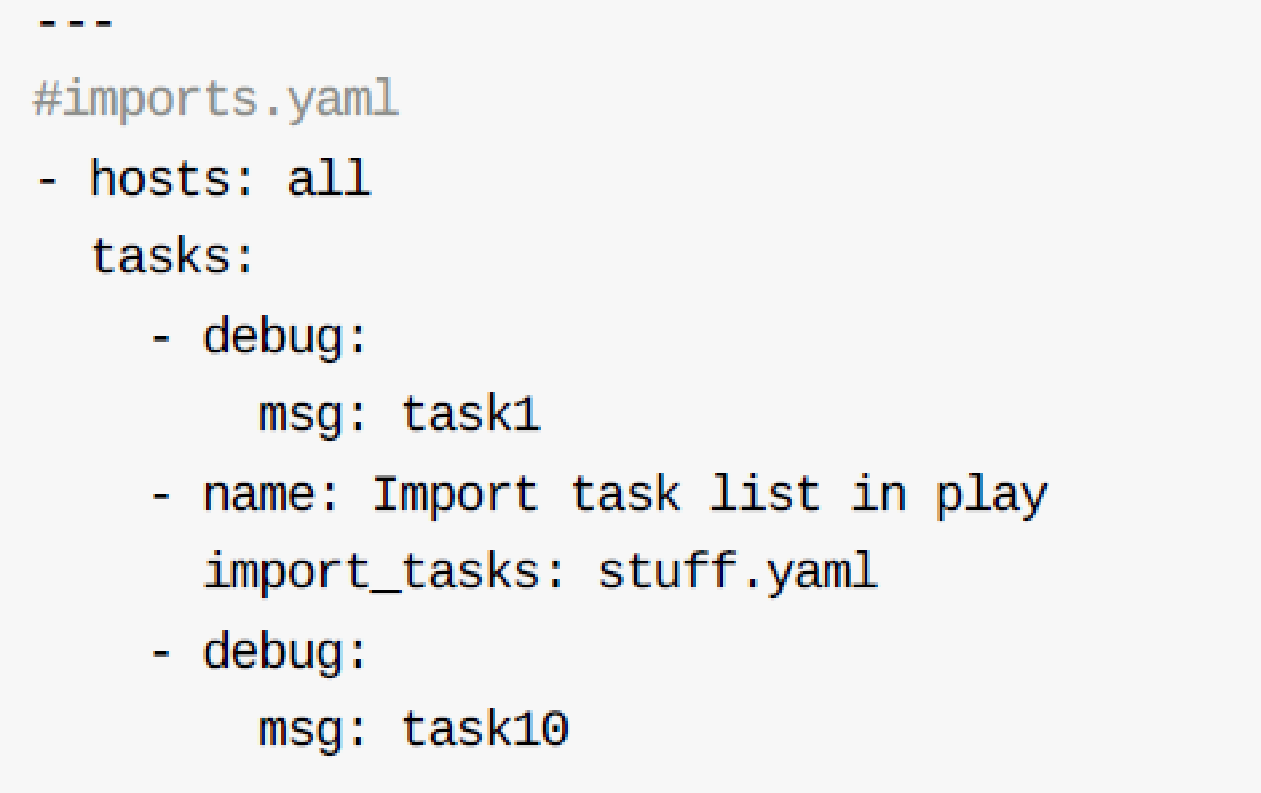 ---
#imports.yaml
- hosts: all
  tasks:
    - debug:
        msg: task1
    - name: Import task list in play
      import_tasks: stuff.yaml
    - debug:
        msg: task10